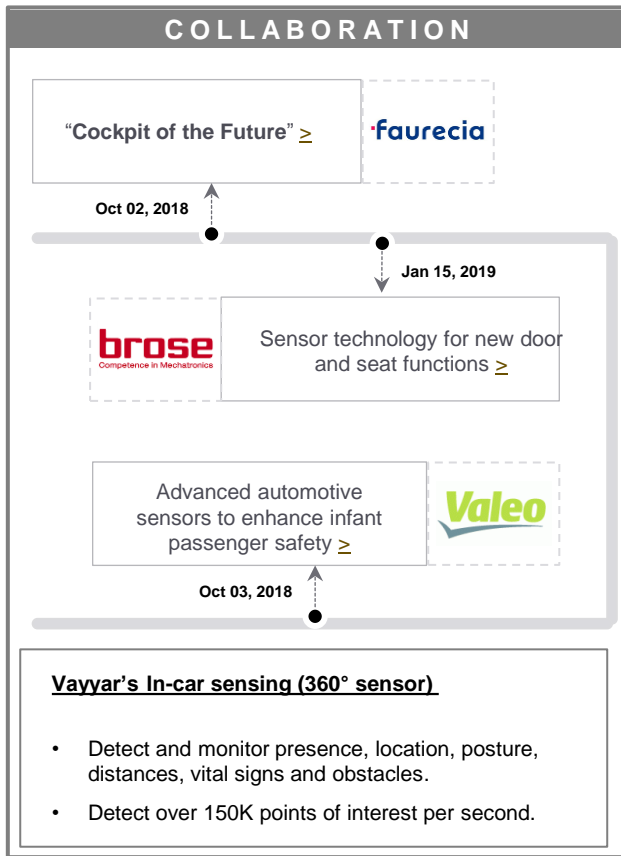 COLLABORATION
“Cockpit of the Future” >
faurecia
Oct 02, 2018
Jan 15, 2019
brose
Competence in Mechatronics
Sensor technology for new door
and seat functions >
Advanced automotive
sensors to enhance infant
passenger safety >
Valeo
Oct 03, 2018
Vayyar’s In-car sensing (360° sensor)
• Detect and monitor presence, location, posture,
distances, vital signs and obstacles.
• Detect over 150K points of interest per second.